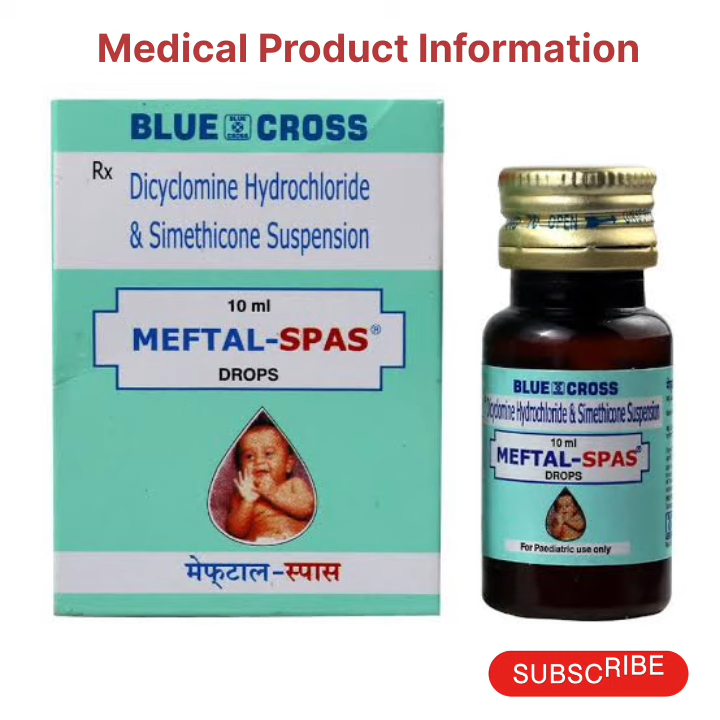 Medical Product Information
BLUE CROSS
Rx
Dicyclomine Hydrochloride
& Simethicone Suspension
10 ml
MEFTAL-SPAS®
DROPS
मेफ्टाल-स्पास
OPEN
BLUE CROSS
Dicyclomine Hydrochloride & Simethicone Suspension
10 ml
MEFTAL-SPAS®
DROPS
For Paediatric use only
SUBSCRIBE